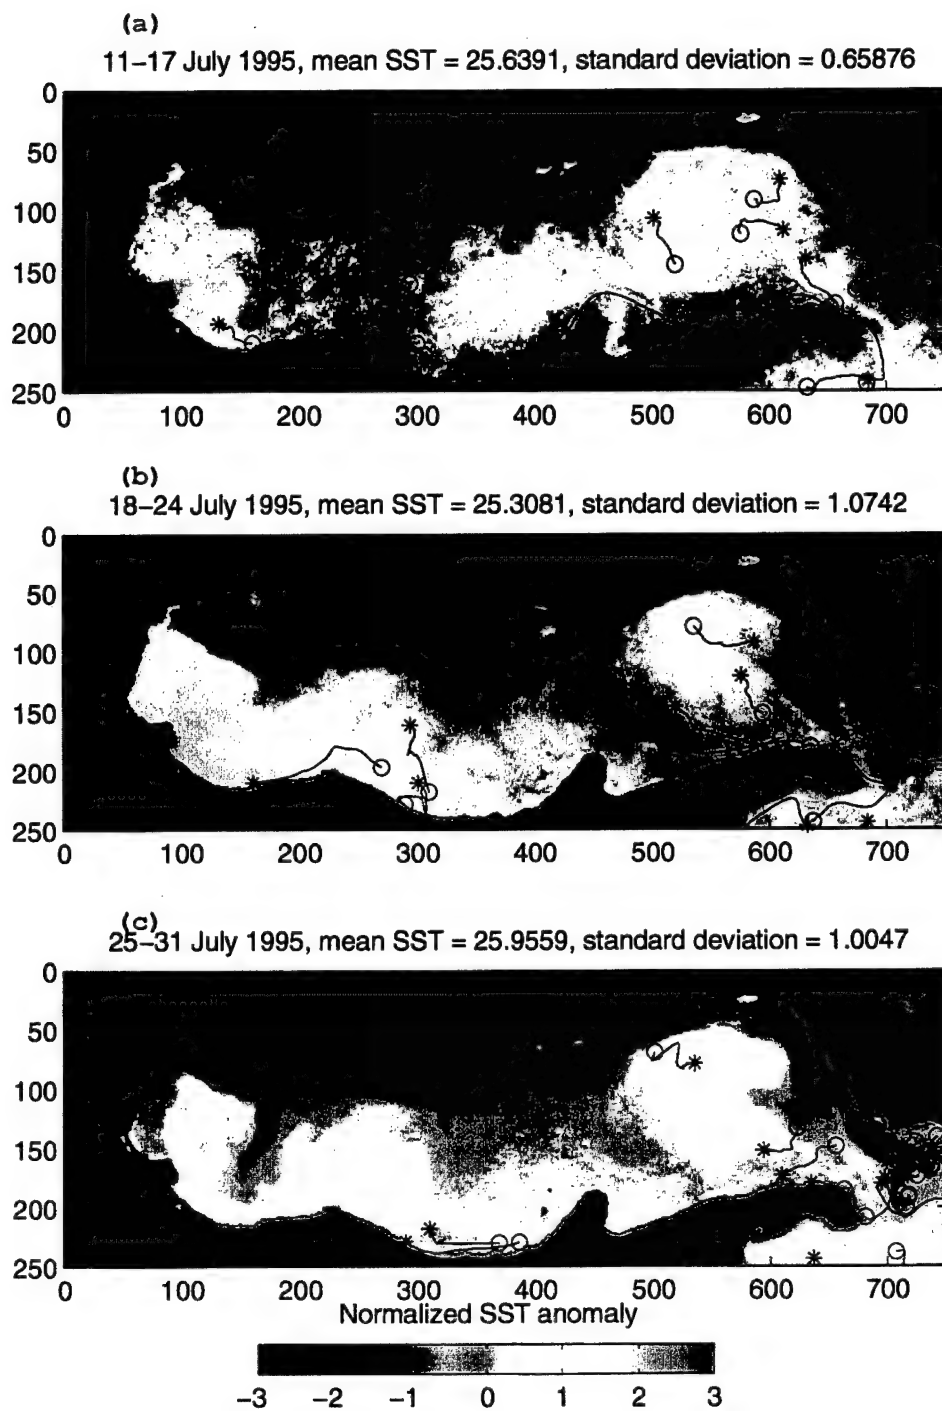 (a)
11–17 July 1995, mean SST = 25.6391, standard deviation = 0.65876
0
50
100
150
200
250
0 100 200 300 400 500 600 700
(b)
18–24 July 1995, mean SST = 25.3081, standard deviation = 1.0742
0
50
100
150
200
250
0 100 200 300 400 500 600 700
(c)
25–31 July 1995, mean SST = 25.9559, standard deviation = 1.0047
0
50
100
150
200
250
0 100 200 300 400 500 600 700
Normalized SST anomaly
−3 −2 −1 0 1 2 3